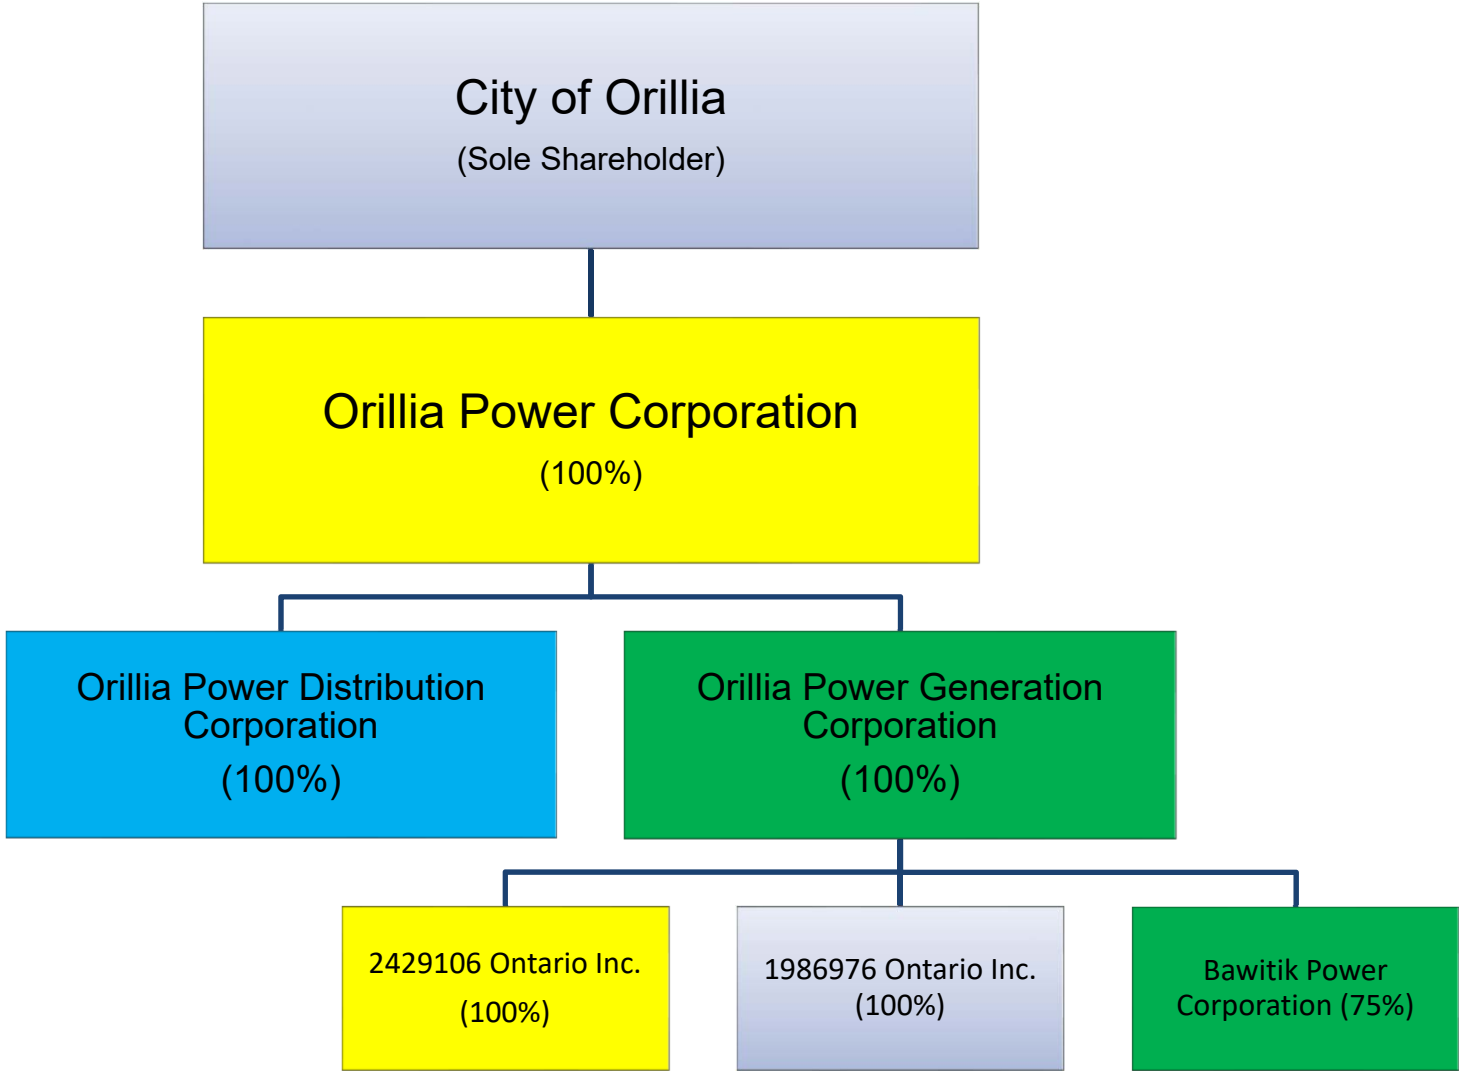 City of Orillia
(Sole Shareholder)
Orillia Power Corporation
(100%)
Orillia Power Distribution
Corporation
(100%)
Orillia Power Generation
Corporation
(100%)
2429106 Ontario Inc.
(100%)
1986976 Ontario Inc.
(100%)
Bawitik Power
Corporation (75%)